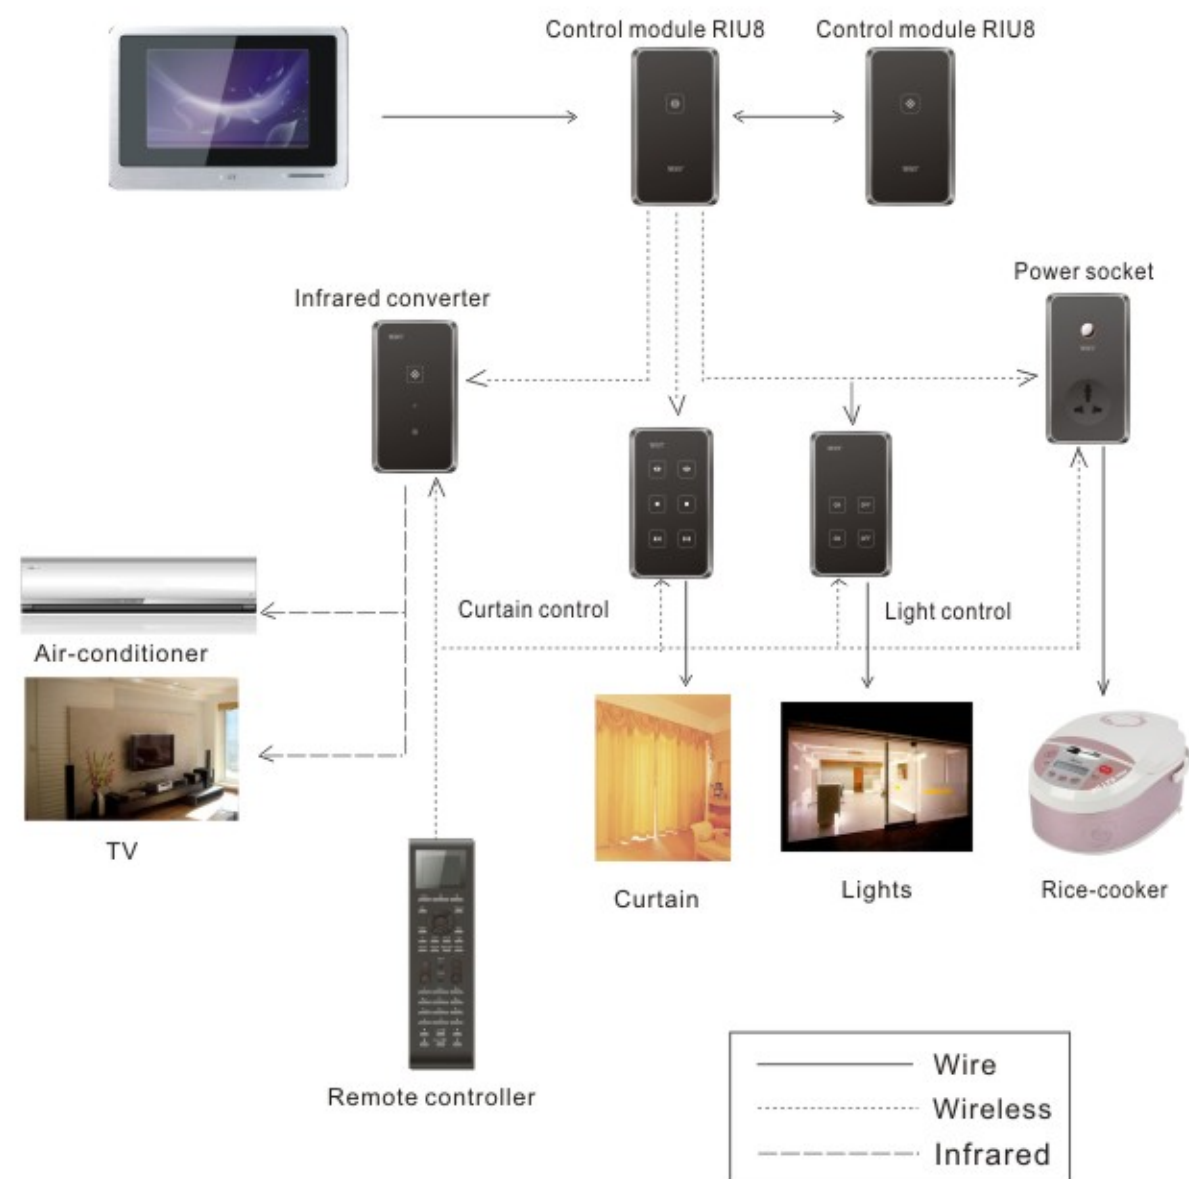 Control module RIU8
Control module RIU8
Power socket
Infrared converter
Curtain control
Light control
Air-conditioner
TV
Curtain
Lights
Rice-cooker
Remote controller
Wire
Wireless
Infrared